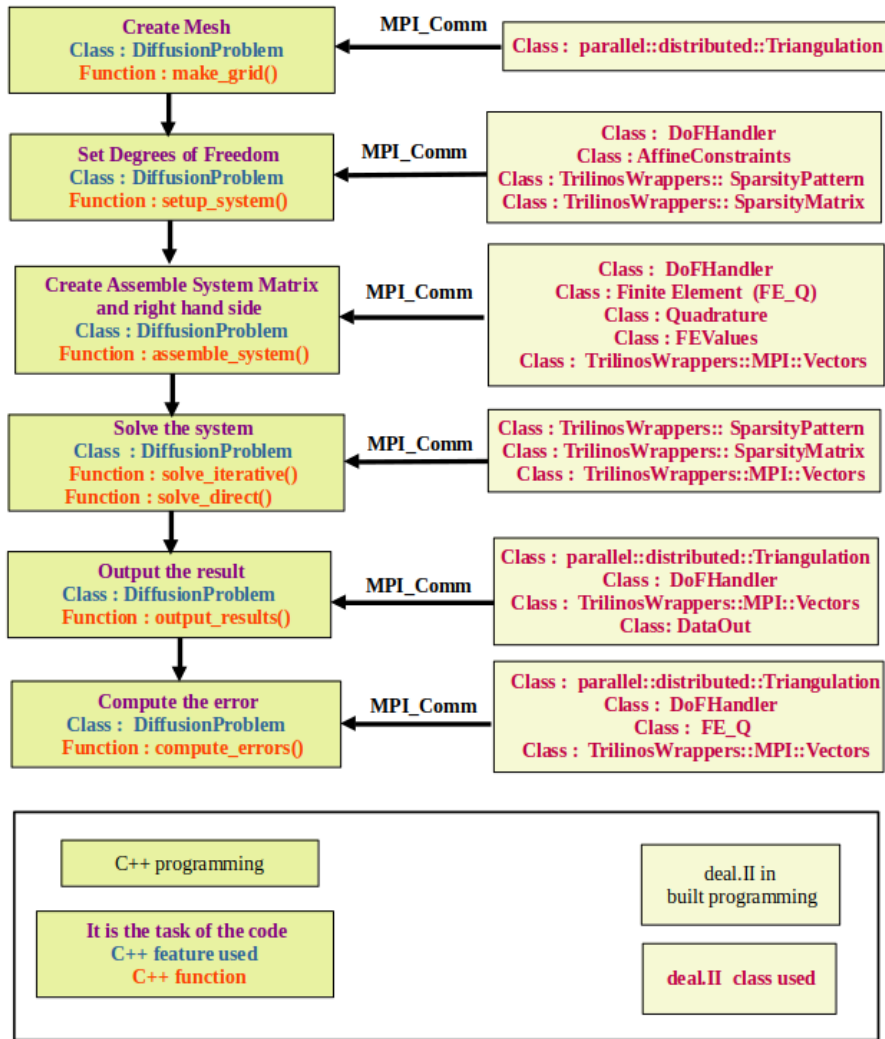 Create Mesh
Class : DiffusionProblem
Function : make_grid()
MPI_Comm
Class :  parallel::distributed::Triangulation
Set Degrees of Freedom
Class : DiffusionProblem
Function : setup_system()
MPI_Comm
Class :  DoFHandler
Class : AffineConstraints
Class : TrilinosWrappers:: SparsityPattern
Class : TrilinosWrappers:: SparsityMatrix
Create Assemble System Matrix
and right hand side
Class : DiffusionProblem
Function : assemble_system()
MPI_Comm
Class :  DoFHandler
Class : Finite Element  (FE_Q)
Class : Quadrature
Class : FEValues
Class :  TrilinosWrappers::MPI::Vectors
Solve the system
Class  : DiffusionProblem
Function : solve_iterative()
Function : solve_direct()
MPI_Comm
Class : TrilinosWrappers:: SparsityPattern
Class : TrilinosWrappers:: SparsityMatrix
Class :  TrilinosWrappers::MPI::Vectors
Output the result
Class : DiffusionProblem
Function : output_results()
MPI_Comm
Class :  parallel::distributed::Triangulation
Class :  DoFHandler
Class :  TrilinosWrappers::MPI::Vectors
Class: DataOut
Compute the error
Class :  DiffusionProblem
Function : compute_errors()
MPI_Comm
Class :  parallel::distributed::Triangulation
Class :  DoFHandler
Class :  FE_Q
Class :  TrilinosWrappers::MPI::Vectors
C++ programming
deal.II in
built programming
It is the task of the code
C++ feature used
C++ function
deal.II  class used